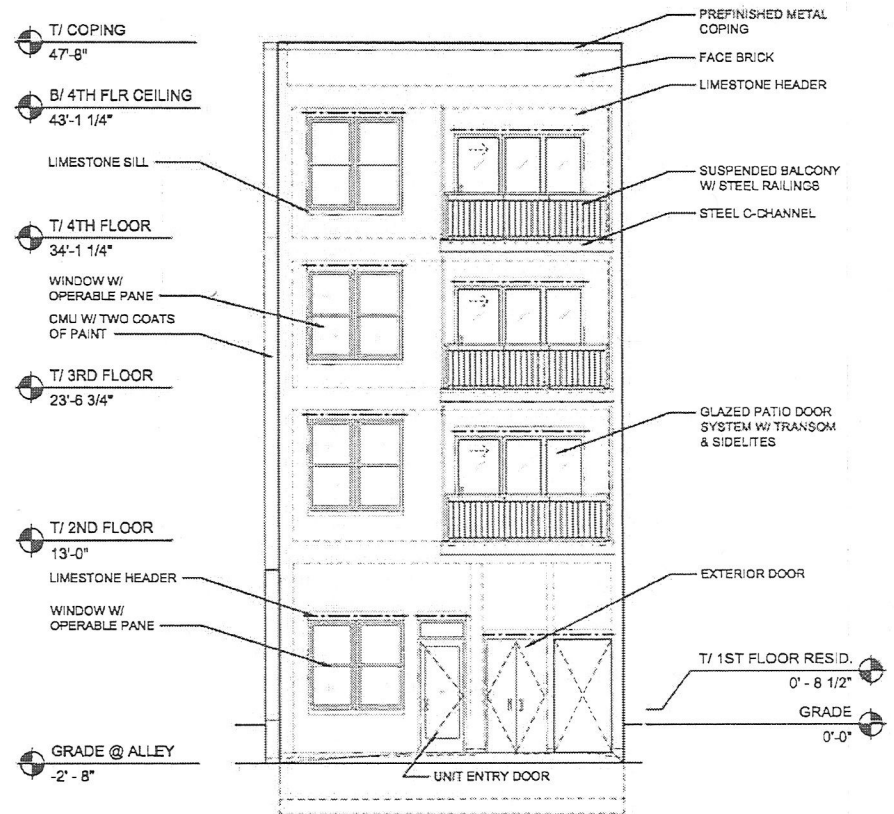 T/ COPING
47'-8"
B/ 4TH FLR CEILING
43'-1 1/4"
LIMESTONE SILL
T/ 4TH FLOOR
34'-1 1/4"
WINDOW W/
OPERABLE PANE
CMU W/ TWO COATS
OF PAINT
T/ 3RD FLOOR
23'-6 3/4"
T/ 2ND FLOOR
13'-0"
LIMESTONE HEADER
WINDOW W/
OPERABLE PANE
GRADE @ ALLEY
-2' - 8"
UNIT ENTRY DOOR
PREFINISHED METAL
COPING
FACE BRICK
LIMESTONE HEADER
SUSPENDED BALCONY
W/ STEEL RAILINGS
STEEL C-CHANNEL
GLAZED PATIO DOOR
SYSTEM W/ TRANSOM
& SIDELITES
EXTERIOR DOOR
T/ 1ST FLOOR RESID.
0' - 8 1/2"
GRADE
0'-0"